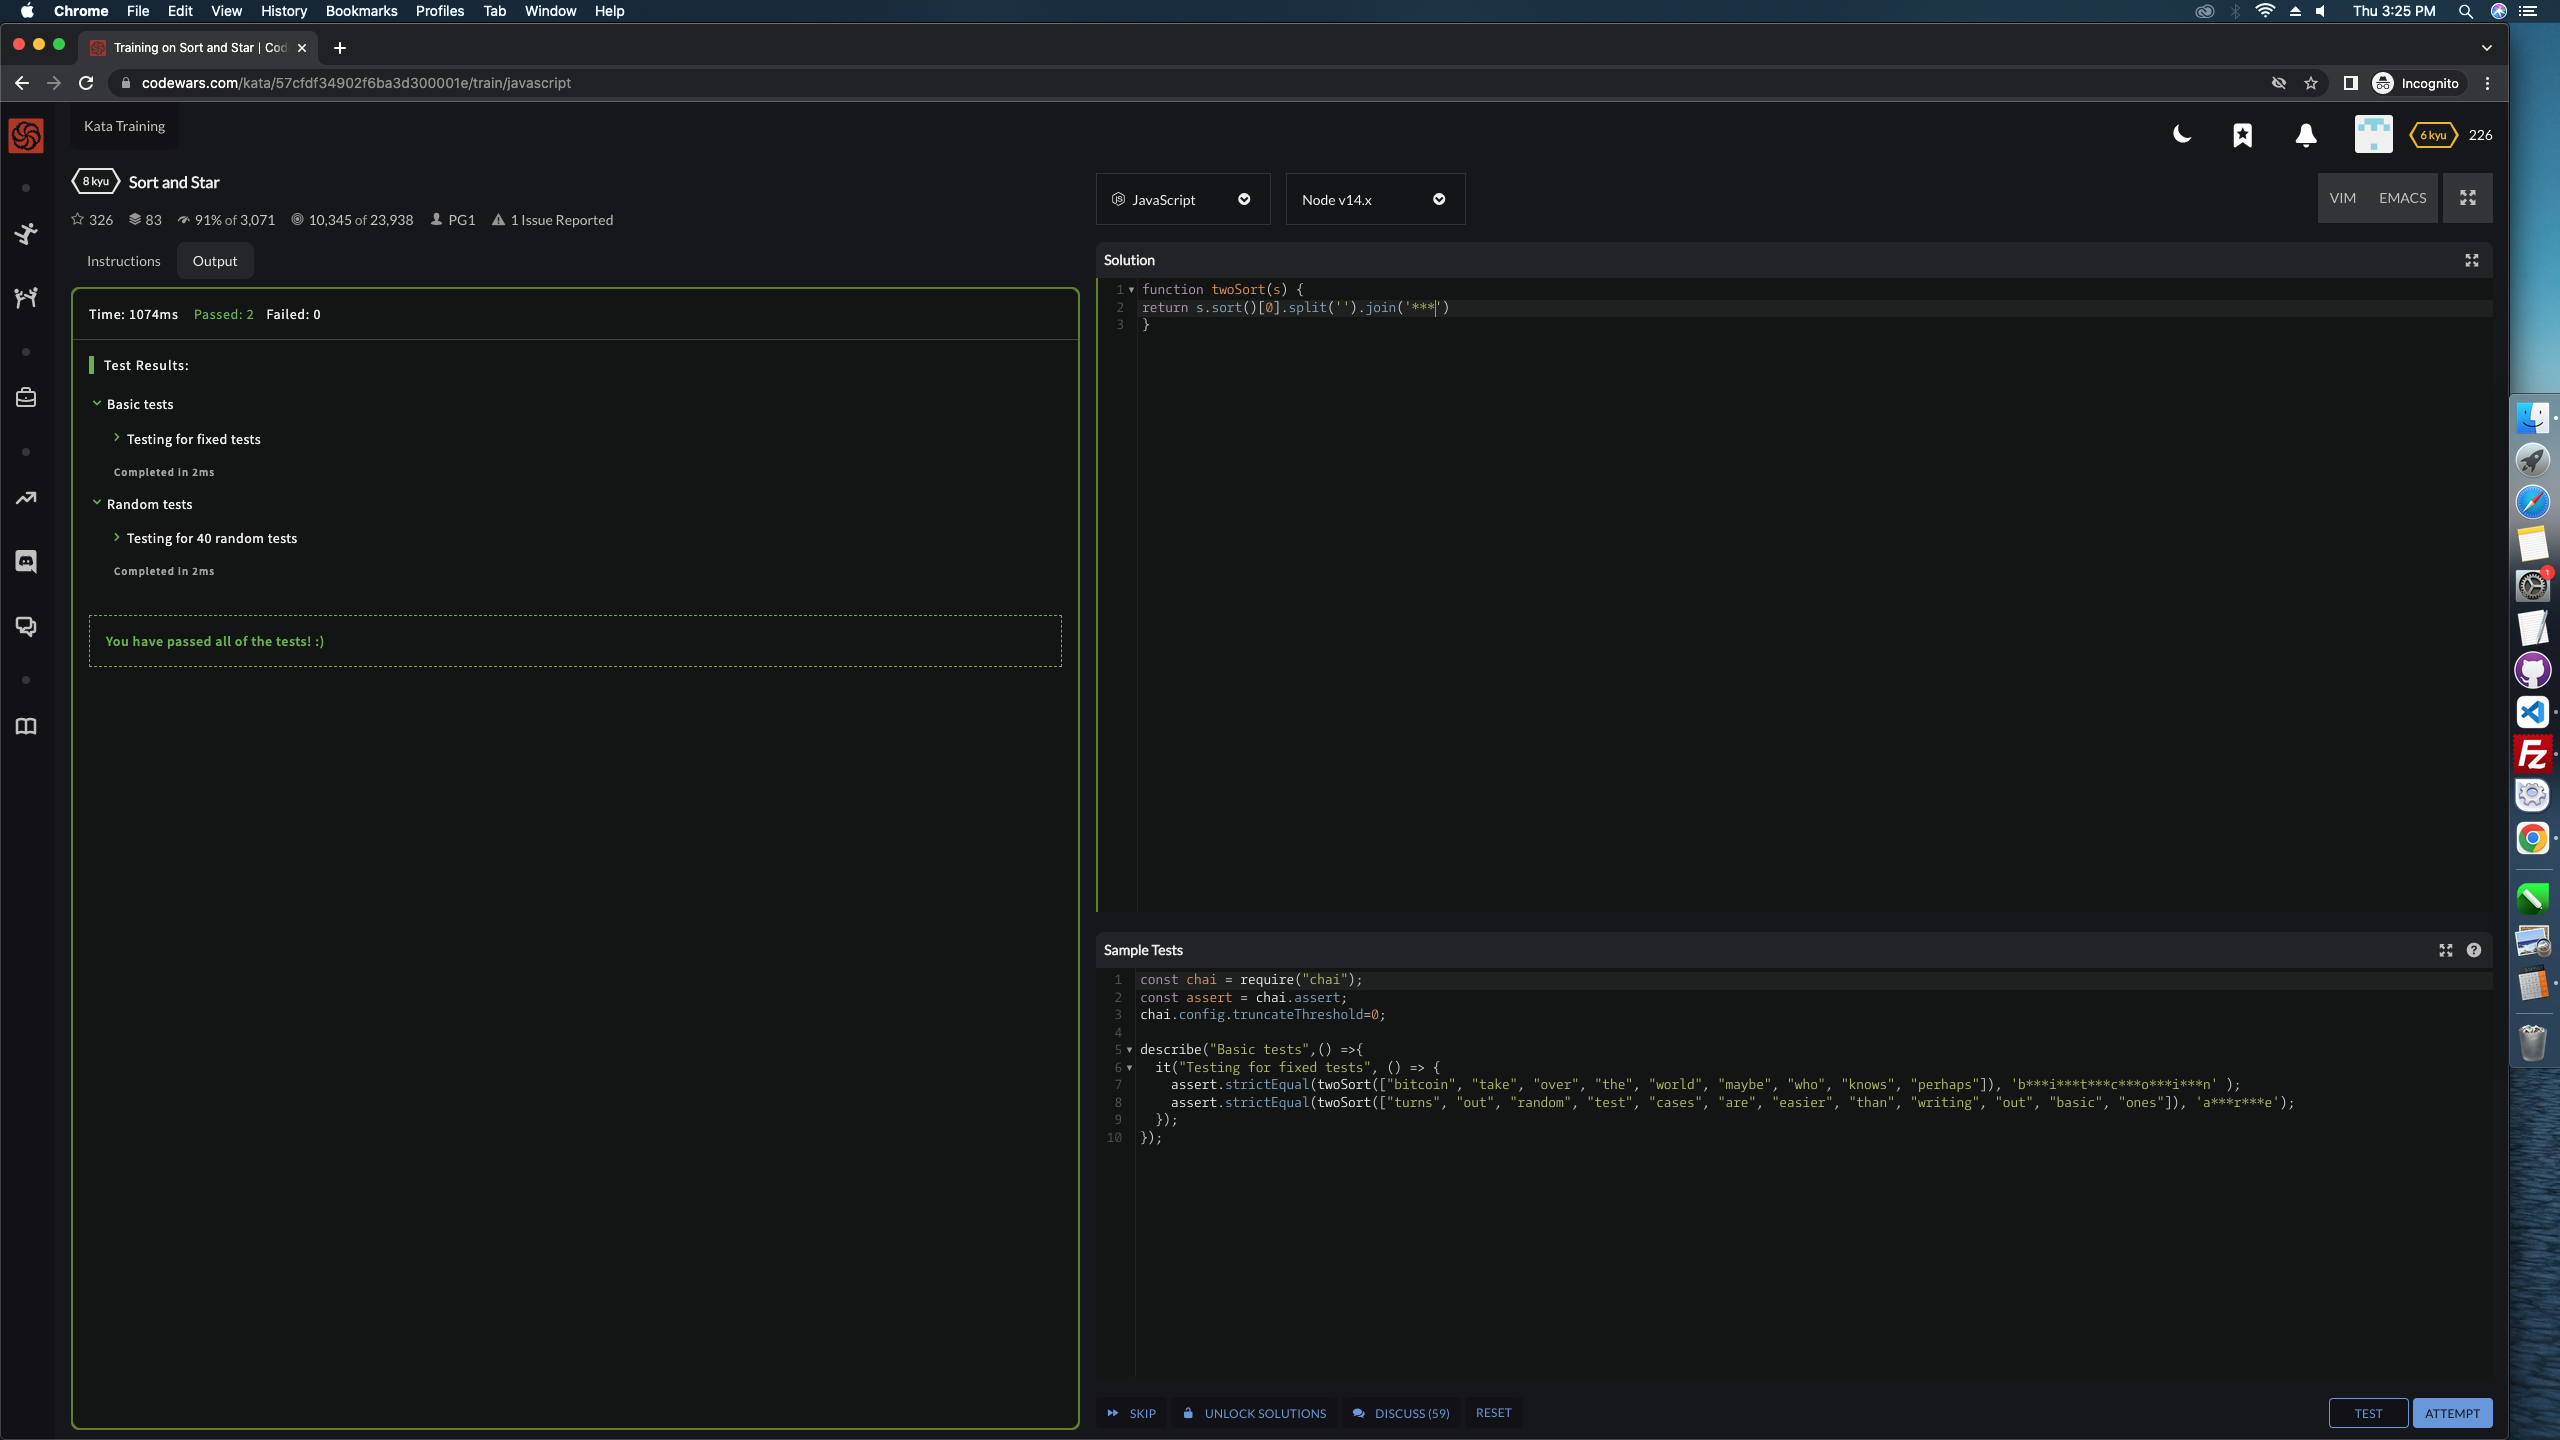 Chrome File Edit View History Bookmarks Profiles Tab Window Help Thu 3:25 PM
Training on Sort and Star | Cod
codewars.com/kata/57cfdf34902f6ba3d300001e/train/javascript Incognito
Kata Training
6 kyu 226
8 kyu Sort and Star
326 83 91% of 3,071 10,345 of 23,938 PG1 1 Issue Reported
JavaScript Node v14.x VIM EMACS
Instructions Output
Time: 1074ms Passed: 2 Failed: 0
Test Results:
Basic tests
Testing for fixed tests
Completed in 2ms
Random tests
Testing for 40 random tests
Completed in 2ms
You have passed all of the tests! :)
Solution
1 function twoSort(s) {
2 return s.sort()[0].split('').join('***')
3 }
Sample Tests
1 const chai = require("chai");
2 const assert = chai.assert;
3 chai.config.truncateThreshold=0;
4
5 describe("Basic tests",() =>{
6 it("Testing for fixed tests", () => {
7 assert.strictEqual(twoSort(["bitcoin", "take", "over", "the", "world", "maybe", "who", "knows", "perhaps"]), 'b***i***t***c***o***i***n' );
8 assert.strictEqual(twoSort(["turns", "out", "random", "test", "cases", "are", "easier", "than", "writing", "out", "basic", "ones"]), 'a***r***e');
9 });
10 });
SKIP UNLOCK SOLUTIONS DISCUSS (59) RESET TEST ATTEMPT
1
Fz